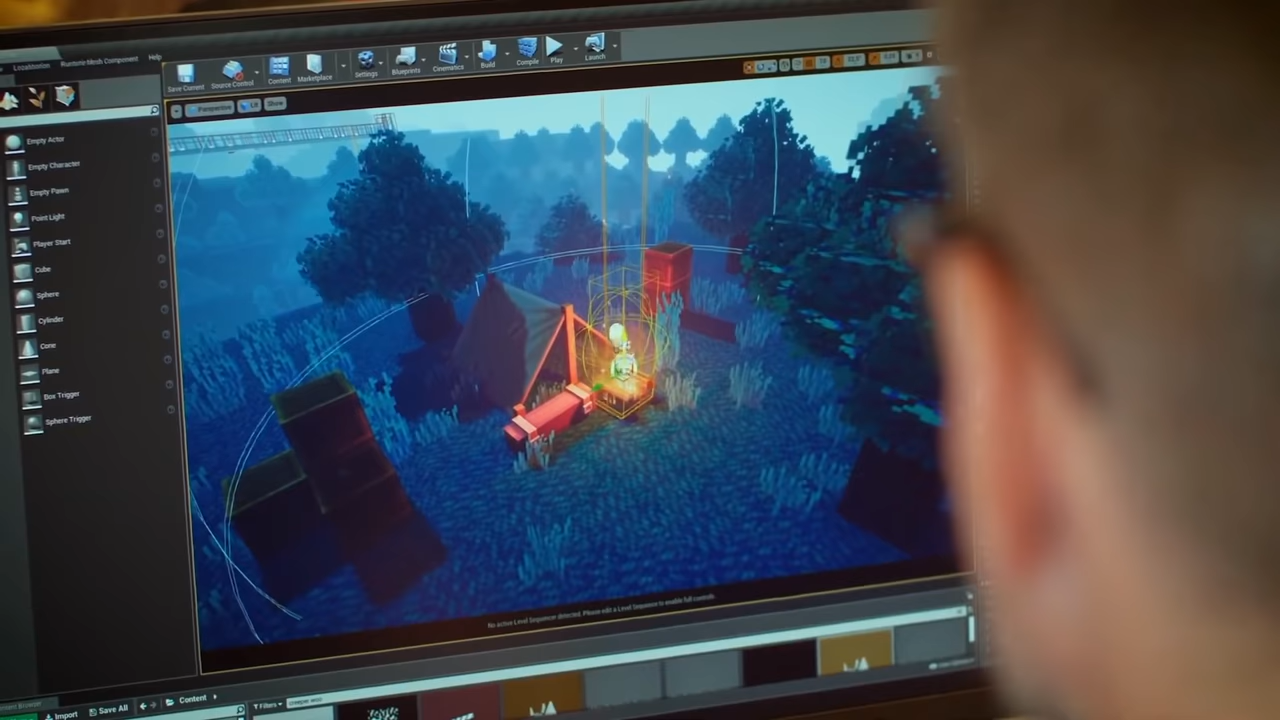 Localization Runtime Mesh Component Help
Save Current Source Control Content Marketplace Settings Blueprints Cinematics Build Compile Play Launch
Perspective Lit Show
Empty Actor
Empty Character
Empty Pawn
Point Light
Player Start
Cube
Sphere
Cylinder
Cone
Plane
Box Trigger
Sphere Trigger
No active Level Sequencer detected. Please edit a Level Sequence to enable full controls.
Browser
Import Save All Content
Filters